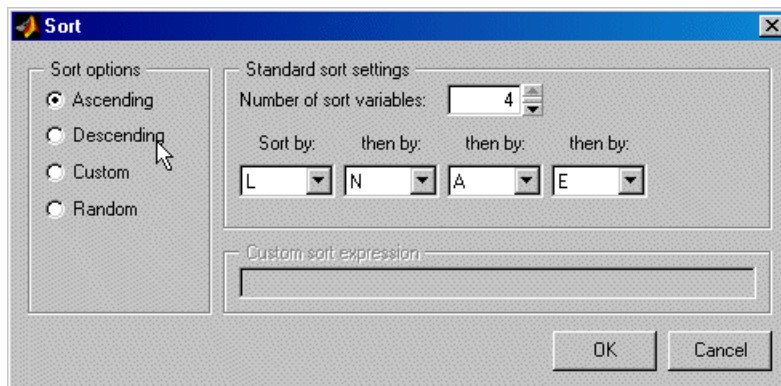 Sort
Sort options
Ascending
Descending
Custom
Random
Standard sort settings
Number of sort variables: 4
Sort by: then by: then by: then by:
L N A E
Custom sort expression
OK Cancel